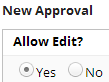 New Approval
Allow Edit?
Yes No